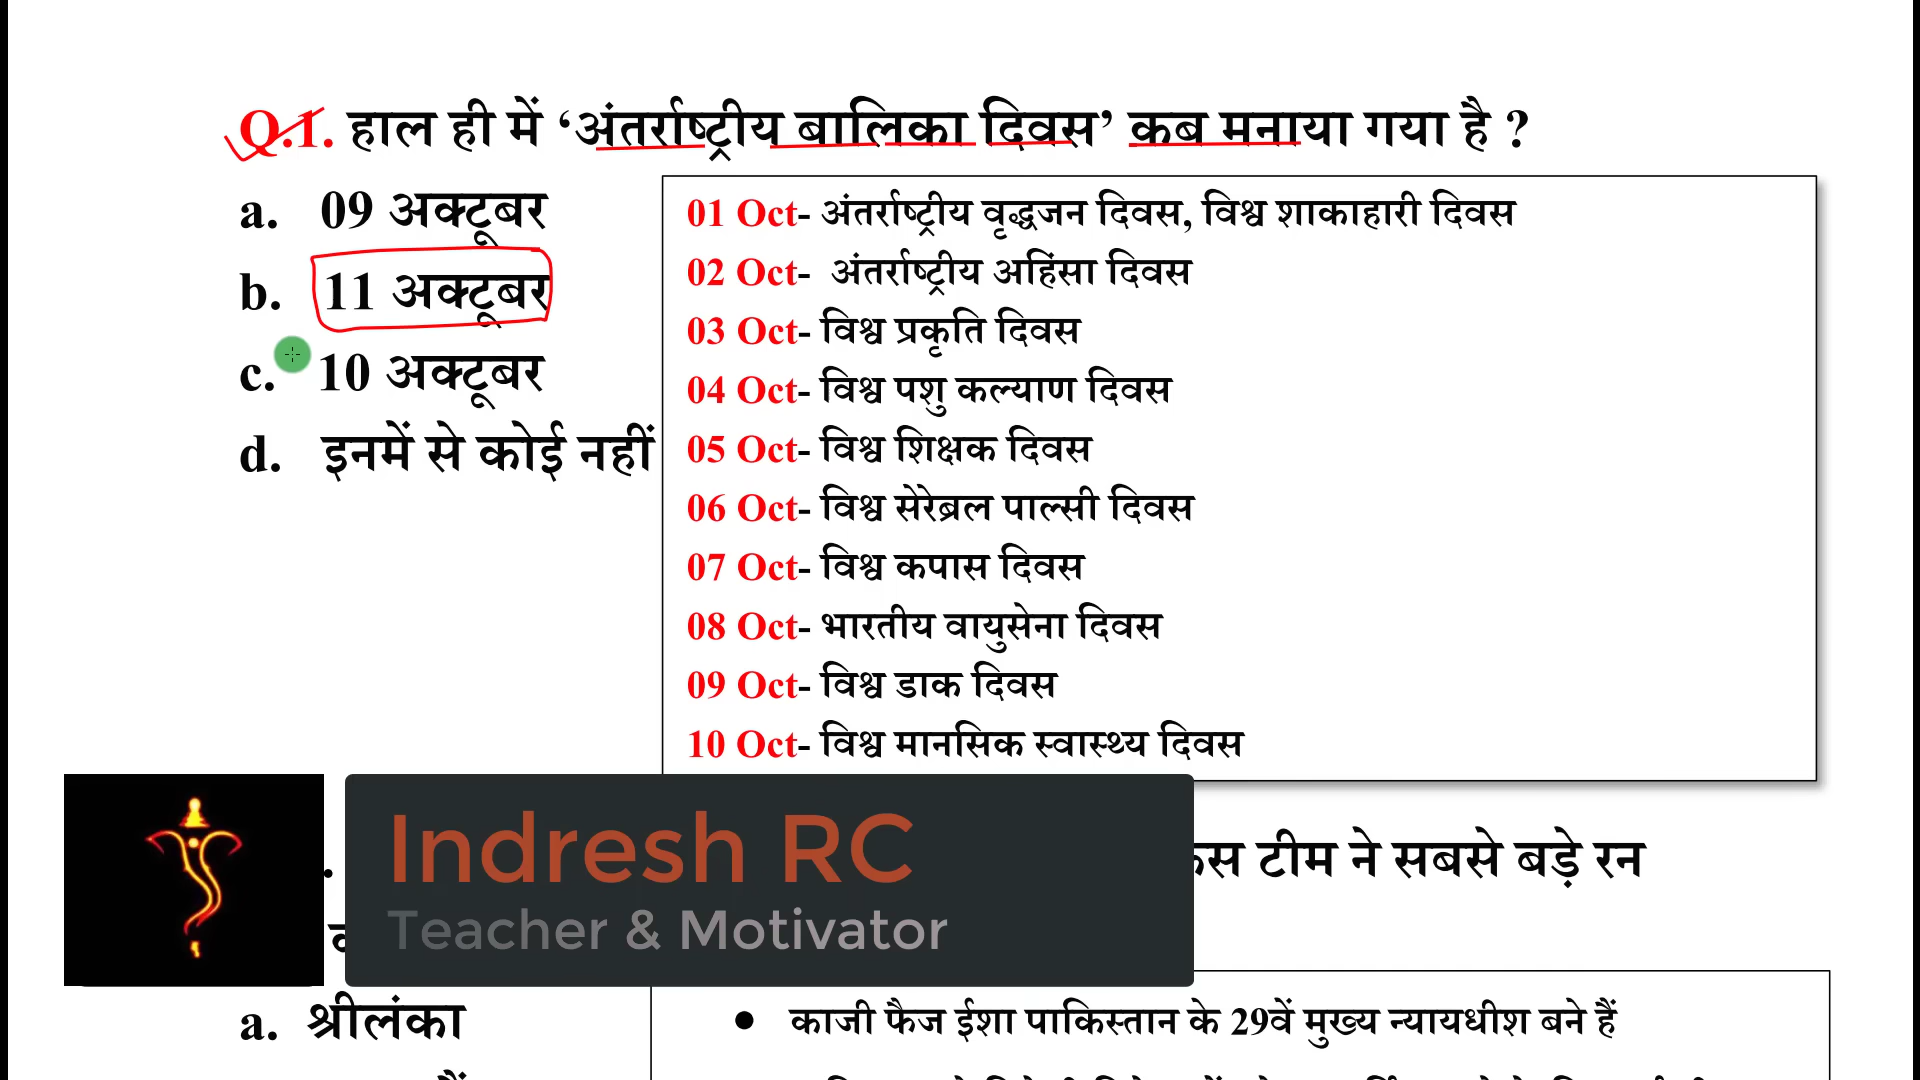 Q.1. हाल ही में ‘अंतर्राष्ट्रीय बालिका दिवस’ कब मनाया गया है ?
a. 09 अक्टूबर
b. 11 अक्टूबर
c. 10 अक्टूबर
d. इनमें से कोई नहीं
01 Oct- अंतर्राष्ट्रीय वृद्धजन दिवस, विश्व शाकाहारी दिवस
02 Oct- अंतर्राष्ट्रीय अहिंसा दिवस
03 Oct- विश्व प्रकृति दिवस
04 Oct- विश्व पशु कल्याण दिवस
05 Oct- विश्व शिक्षक दिवस
06 Oct- विश्व सेरेब्रल पाल्सी दिवस
07 Oct- विश्व कपास दिवस
08 Oct- भारतीय वायुसेना दिवस
09 Oct- विश्व डाक दिवस
10 Oct- विश्व मानसिक स्वास्थ्य दिवस
Indresh RC
Teacher & Motivator
टीम ने सबसे बड़े रन
a. श्रीलंका
• काजी फैज ईशा पाकिस्तान के 29वें मुख्य न्यायधीश बने हैं